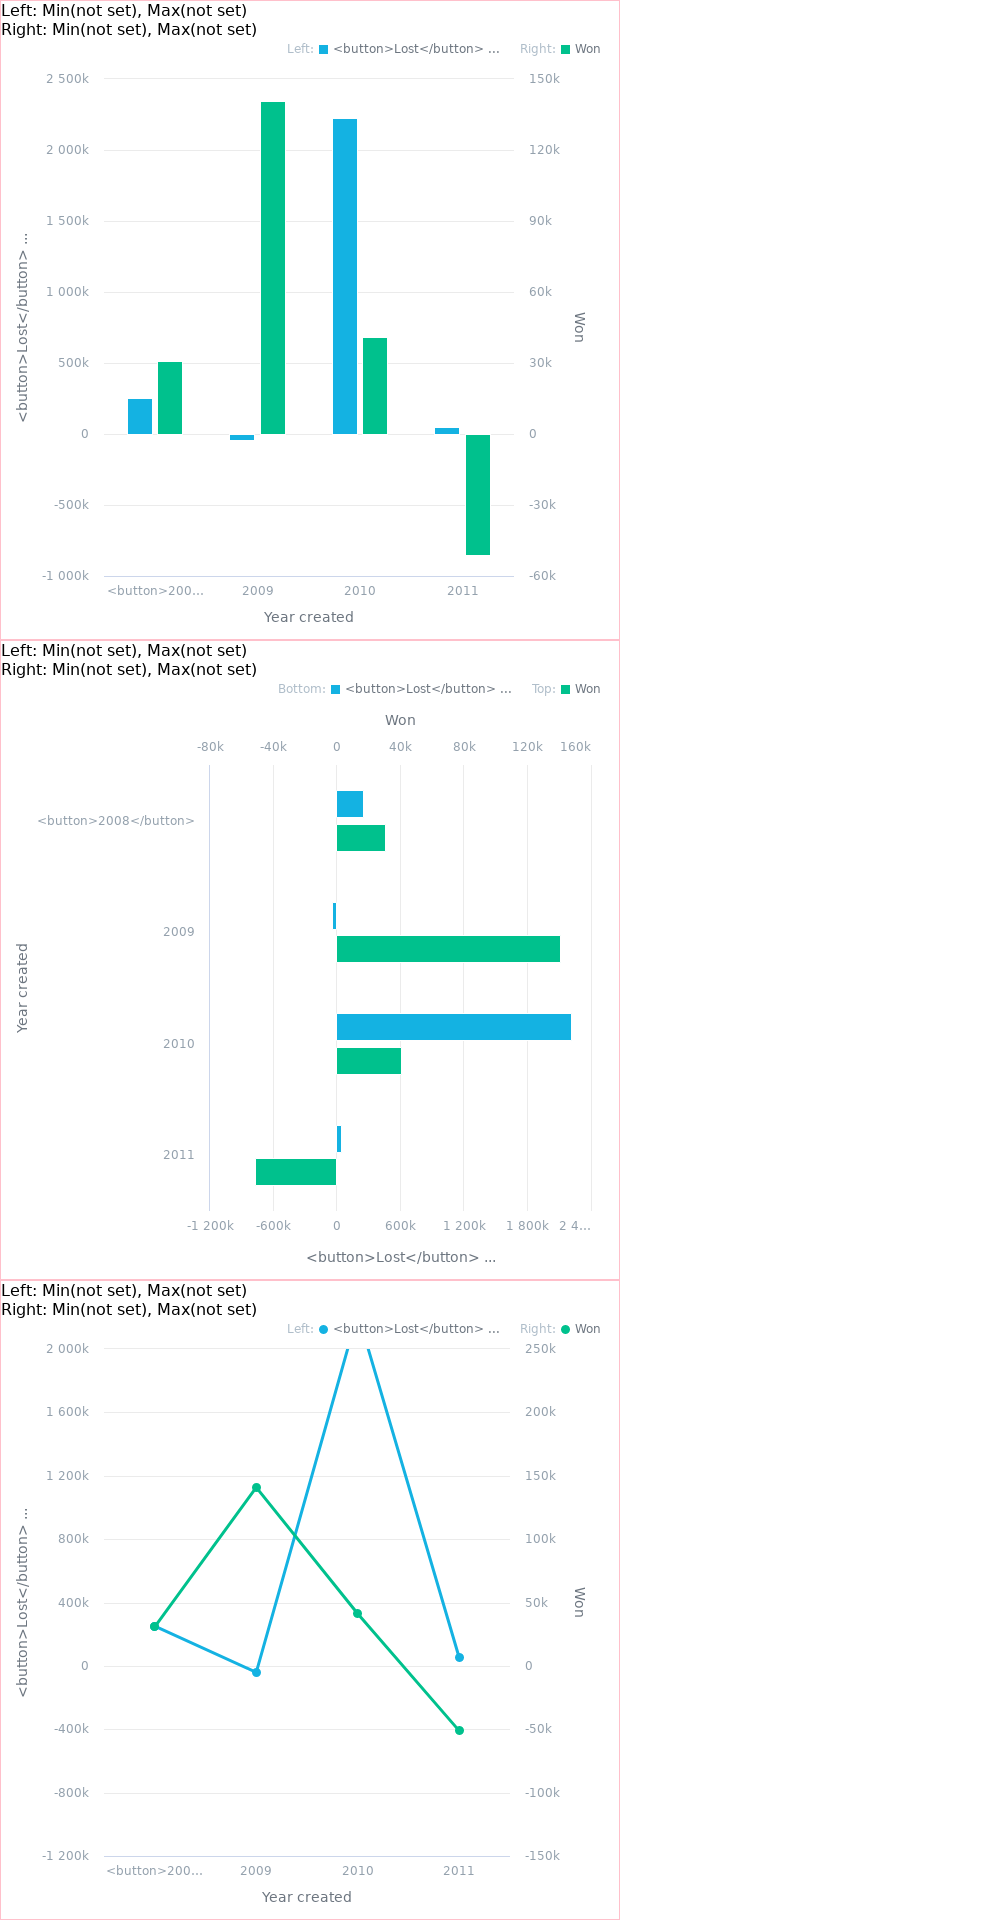 Left: Min(not set), Max(not set)
Right: Min(not set), Max(not set)
Left: <button>Lost</button> ... Right: Won
2 500k 150k
2 000k 120k
1 500k 90k
1 000k 60k
500k 30k
0 0
-500k -30k
-1 000k -60k
<button>Lost</button> ...
Won
<button>200... 2009 2010 2011
Year created
Left: Min(not set), Max(not set)
Right: Min(not set), Max(not set)
Bottom: <button>Lost</button> ... Top: Won
Won
-80k -40k 0 40k 80k 120k 160k
<button>2008</button>
2009
2010
2011
Year created
-1 200k -600k 0 600k 1 200k 1 800k 2 4...
<button>Lost</button> ...
Left: Min(not set), Max(not set)
Right: Min(not set), Max(not set)
Left: <button>Lost</button> ... Right: Won
2 000k 250k
1 600k 200k
1 200k 150k
800k 100k
400k 50k
0 0
-400k -50k
-800k -100k
-1 200k -150k
<button>Lost</button> ...
Won
<button>200... 2009 2010 2011
Year created